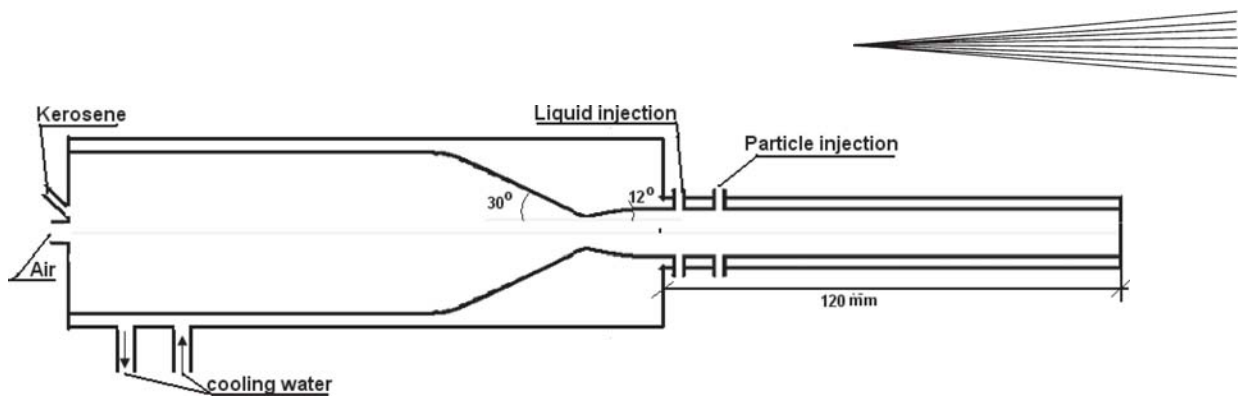 Kerosene
Liquid injection
Particle injection
30°
12°
Air
120 mm
cooling water